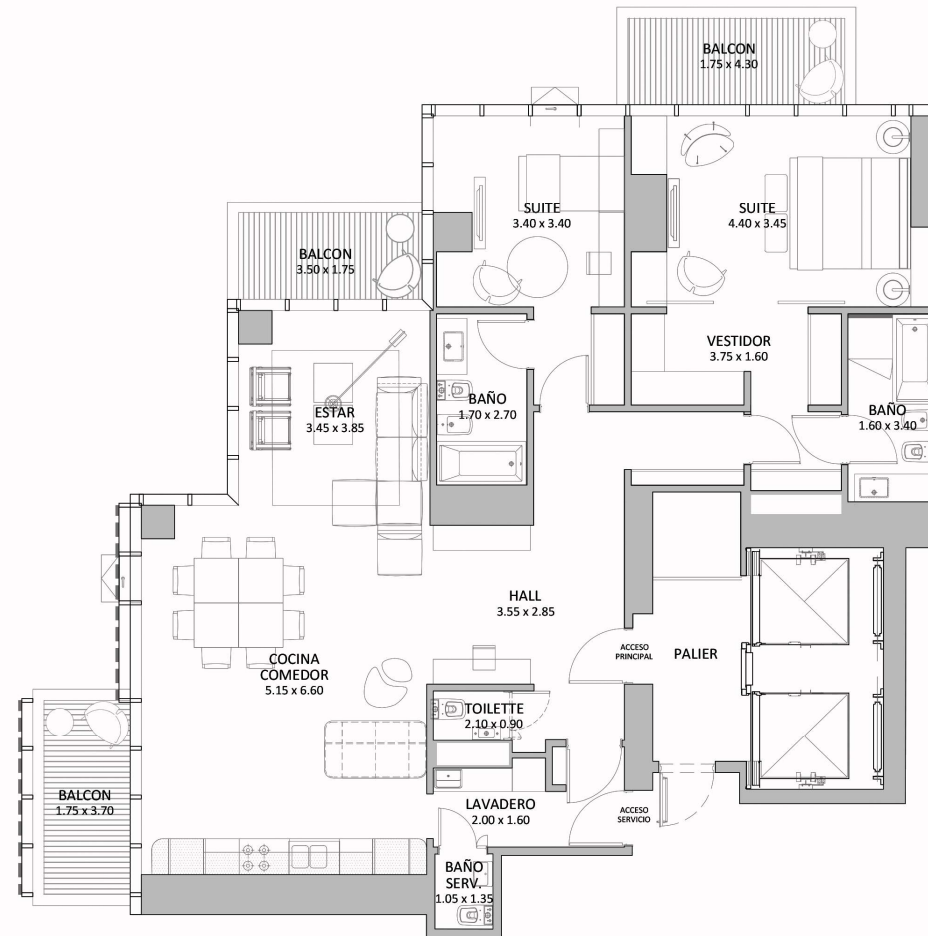 BALCON
1.75 x 4.30
SUITE
3.40 x 3.40
SUITE
4.40 x 3.45
BALCON
3.50 x 1.75
VESTIDOR
3.75 x 1.60
BAÑO
1.70 x 2.70
ESTAR
3.45 x 3.85
BAÑO
1.60 x 3.40
HALL
3.55 x 2.85
ACCESO
PRINCIPAL
PALIER
COCINA
COMEDOR
5.15 x 6.60
TOILETTE
2.10 x 0.90
BALCON
1.75 x 3.70
LAVADERO
2.00 x 1.60
ACCESO
SERVICIO
BAÑO
SERV.
1.05 x 1.35